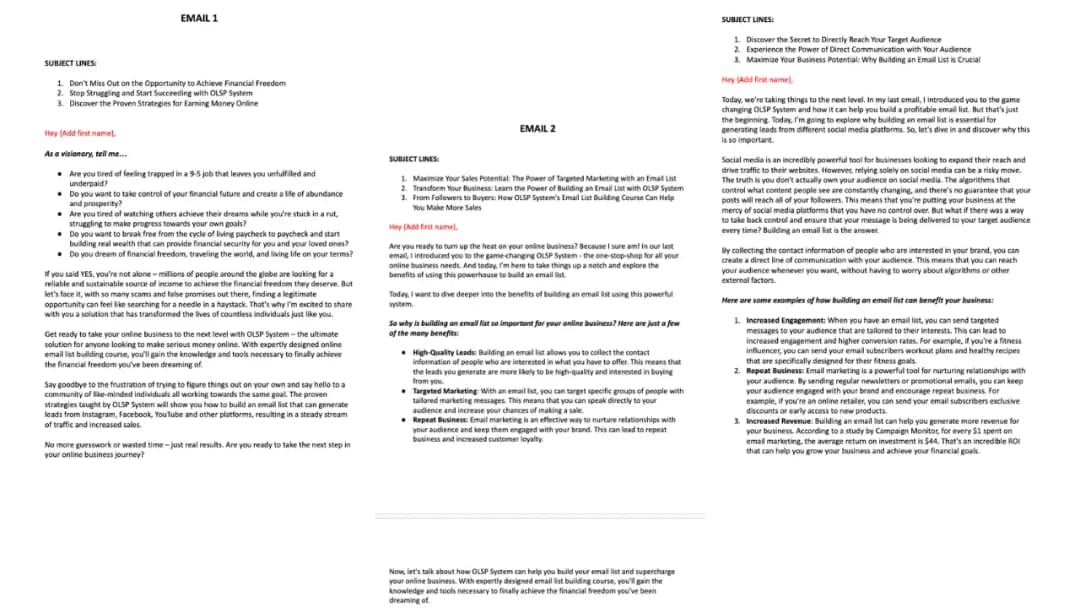 EMAIL 1
SUBJECT LINES:
1. Don't Miss Out on the Opportunity to Achieve Financial Freedom
2. Stop Struggling and Start Succeeding with OLSP System
3. Discover the Proven Strategies for Earning Money Online
Hey (Add first name),
As a visionary, tell me...
• Are you tired of feeling trapped in a 9-5 job that leaves you unfulfilled and
underpaid?
• Do you want to take control of your financial future and create a life of abundance
and prosperity?
• Are you tired of watching others achieve their dreams while you're stuck in a rut,
struggling to make progress towards your own goals?
• Do you want to break free from the cycle of living paycheck to paycheck and start
building real wealth that can provide financial security for you and your loved ones?
• Do you dream of financial freedom, traveling the world, and living life on your terms?
If you said YES, you're not alone – millions of people around the globe are looking for a
reliable and sustainable source of income to achieve the financial freedom they deserve. But
let's face it, with so many scams and false promises out there, finding a legitimate
opportunity can feel like searching for a needle in a haystack. That's why I'm excited to share
with you a solution that has transformed the lives of countless individuals just like you.
Get ready to take your online business to the next level with OLSP System – the ultimate
solution for anyone looking to make serious money online. With expertly designed online
email list building course, you'll gain the knowledge and tools necessary to finally achieve
the financial freedom you've been dreaming of.
Say goodbye to the frustration of trying to figure things out on your own and say hello to a
community of like-minded individuals all working towards the same goal. The proven
strategies taught by OLSP System will show you how to build an email list that can generate
leads from Instagram, Facebook, YouTube and other platforms, resulting in a steady stream
of traffic and increased sales.
No more guesswork or wasted time – just real results. Are you ready to take the next step in
your online business journey?
EMAIL 2
SUBJECT LINES:
1. Maximize Your Sales Potential: The Power of Targeted Marketing with an Email List
2. Transform Your Business: Learn the Power of Building an Email List with OLSP System
3. From Followers to Buyers: How OLSP System's Email List Building Course Can Help
You Make More Sales
Hey (Add first name),
Are you ready to turn up the heat on your online business? Because I sure am! In our last
email, I introduced you to the game-changing OLSP System - the one-stop-shop for all your
online business needs. And today, I'm here to take things up a notch and explore the
benefits of using this powerhouse to build an email list.
Today, I want to dive deeper into the benefits of building an email list using this powerful
system.
So why is building an email list so important for your online business? Here are just a few
of the many benefits:
• High-Quality Leads: Building an email list allows you to collect the contact
information of people who are interested in what you have to offer. This means that
the leads you generate are more likely to be high-quality and interested in buying
from you.
• Targeted Marketing: With an email list, you can target specific groups of people with
tailored marketing messages. This means that you can speak directly to your
audience and increase your chances of making a sale.
• Repeat Business: Email marketing is an effective way to nurture relationships with
your audience and keep them engaged with your brand. This can lead to repeat
business and increased customer loyalty.
Now, let's talk about how OLSP System can help you build your email list and supercharge
your online business. With expertly designed email list building course, you'll gain the
knowledge and tools necessary to finally achieve the financial freedom you've been
dreaming of.
SUBJECT LINES:
1. Discover the Secret to Directly Reach Your Target Audience
2. Experience the Power of Direct Communication with Your Audience
3. Maximize Your Business Potential: Why Building an Email List is Crucial
Hey (Add first name),
Today, we're taking things to the next level. In my last email, I introduced you to the game
changing OLSP System and how it can help you build a profitable email list. But that's just
the beginning. Today, I'm going to explore why building an email list is essential for
generating leads from different social media platforms. So, let's dive in and discover why this
is so important.
Social media is an incredibly powerful tool for businesses looking to expand their reach and
drive traffic to their websites. However, relying solely on social media can be a risky move.
The truth is you don't actually own your audience on social media. The algorithms that
control what content people see are constantly changing, and there's no guarantee that your
posts will reach all of your followers. This means that you're putting your business at the
mercy of social media platforms that you have no control over. But what if there was a way
to take back control and ensure that your message is being delivered to your target audience
every time? Building an email list is the answer.
By collecting the contact information of people who are interested in your brand, you can
create a direct line of communication with your audience. This means that you can reach
your audience whenever you want, without having to worry about algorithms or other
external factors.
Here are some examples of how building an email list can benefit your business:
1. Increased Engagement: When you have an email list, you can send targeted
messages to your audience that are tailored to their interests. This can lead to
increased engagement and higher conversion rates. For example, if you're a fitness
influencer, you can send your email subscribers workout plans and healthy recipes
that are specifically designed for their fitness goals.
2. Repeat Business: Email marketing is a powerful tool for nurturing relationships with
your audience. By sending regular newsletters or promotional emails, you can keep
your audience engaged with your brand and encourage repeat business. For
example, if you're an online retailer, you can send your email subscribers exclusive
discounts or early access to new products.
3. Increased Revenue: Building an email list can help you generate more revenue for
your business. According to a study by Campaign Monitor, for every $1 spent on
email marketing, the average return on investment is $44. That's an incredible ROI
that can help you grow your business and achieve your financial goals.